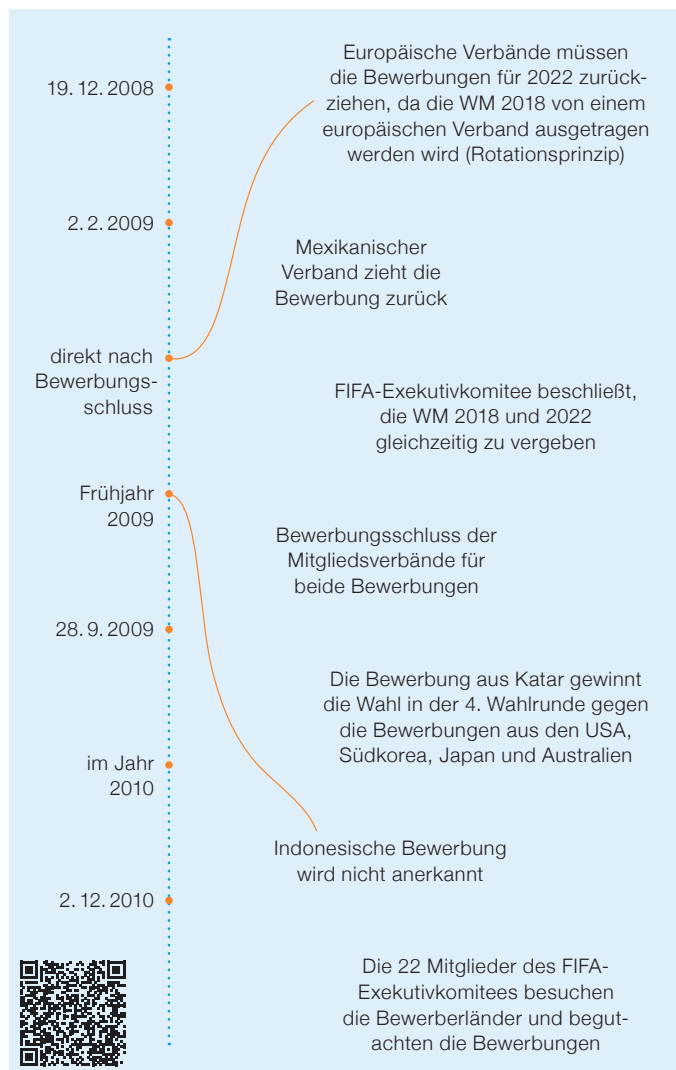 19. 12. 2008
2. 2. 2009
direkt nach
Bewerbungs-
schluss
Frühjahr
2009
28. 9. 2009
im Jahr
2010
2. 12. 2010
Europäische Verbände müssen
die Bewerbungen für 2022 zurück-
ziehen, da die WM 2018 von einem
europäischen Verband ausgetragen
werden wird (Rotationsprinzip)
Mexikanischer
Verband zieht die
Bewerbung zurück
FIFA-Exekutivkomitee beschließt,
die WM 2018 und 2022
gleichzeitig zu vergeben
Bewerbungsschluss der
Mitgliedsverbände für
beide Bewerbungen
Die Bewerbung aus Katar gewinnt
die Wahl in der 4. Wahlrunde gegen
die Bewerbungen aus den USA,
Südkorea, Japan und Australien
Indonesische Bewerbung
wird nicht anerkannt
Die 22 Mitglieder des FIFA-
Exekutivkomitees besuchen
die Bewerberländer und begut-
achten die Bewerbungen